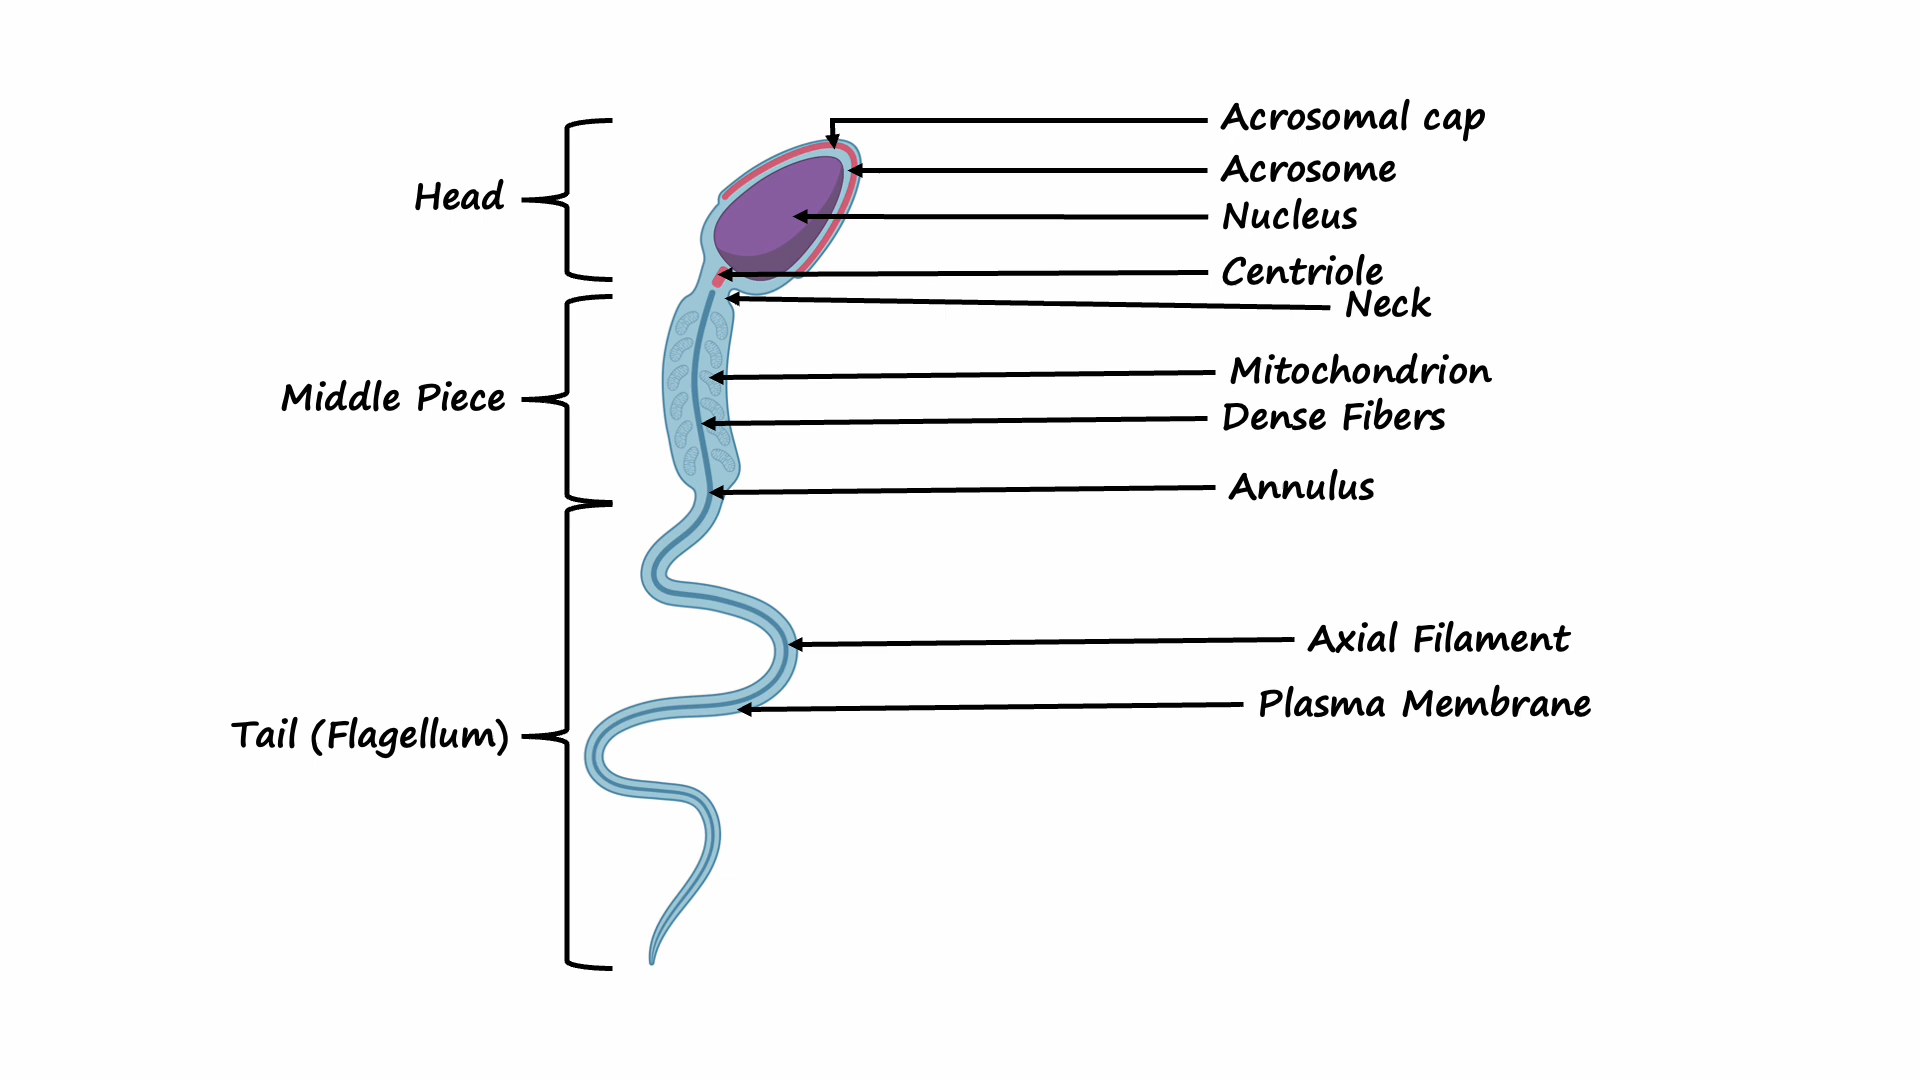 Acrosomal cap
Acrosome
Head
Nucleus
Centriole
Neck
Mitochondrion
Middle Piece
Dense Fibers
Annulus
Axial Filament
Plasma Membrane
Tail (Flagellum)